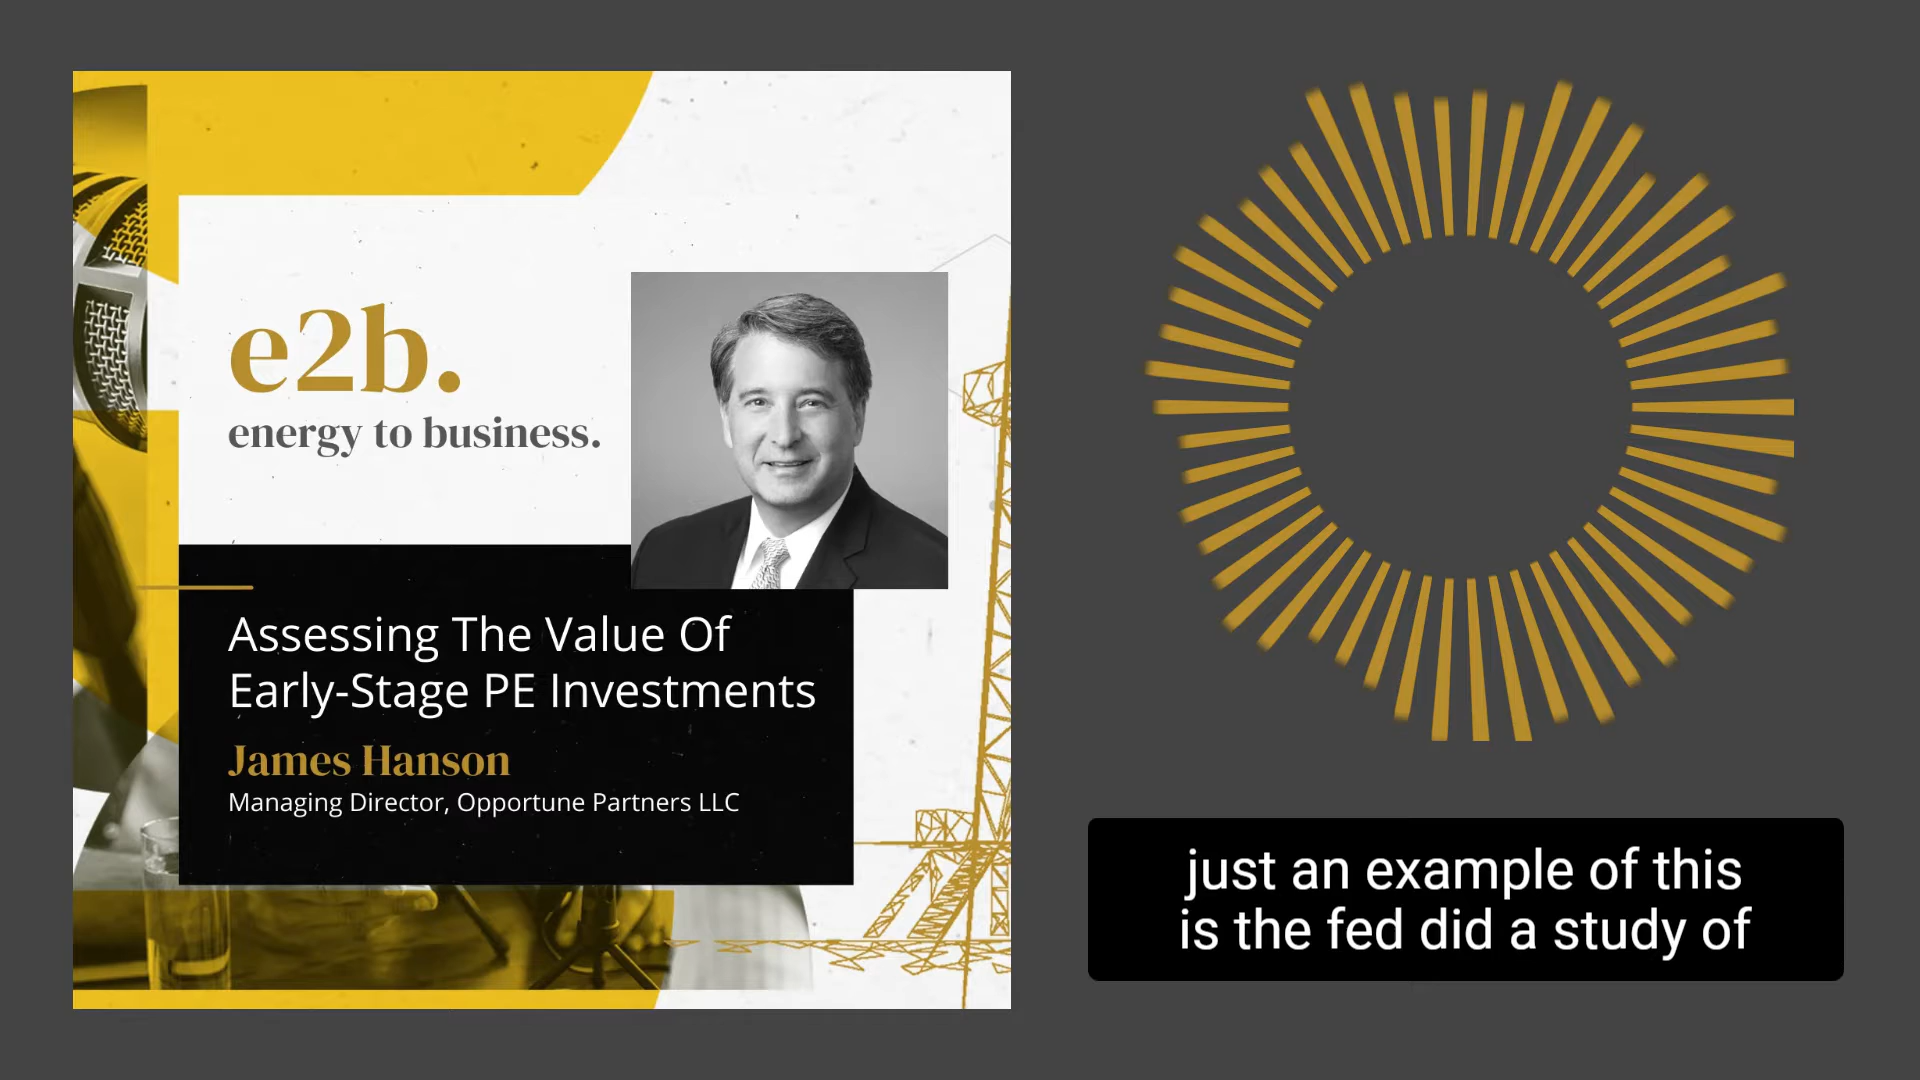 e2b.
energy to business.
Assessing The Value Of
Early-Stage PE Investments
James Hanson
Managing Director, Opportune Partners LLC
just an example of this
is the fed did a study of